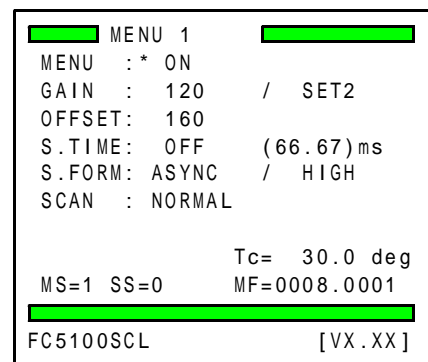 MENU 1
MENU :* ON
GAIN : 120 / SET2
OFFSET: 160
S.TIME: OFF (66.67)ms
S.FORM: ASYNC / HIGH
SCAN : NORMAL
Tc= 30.0 deg
MS=1 SS=0 MF=0008.0001
FC5100SCL [VX.XX]